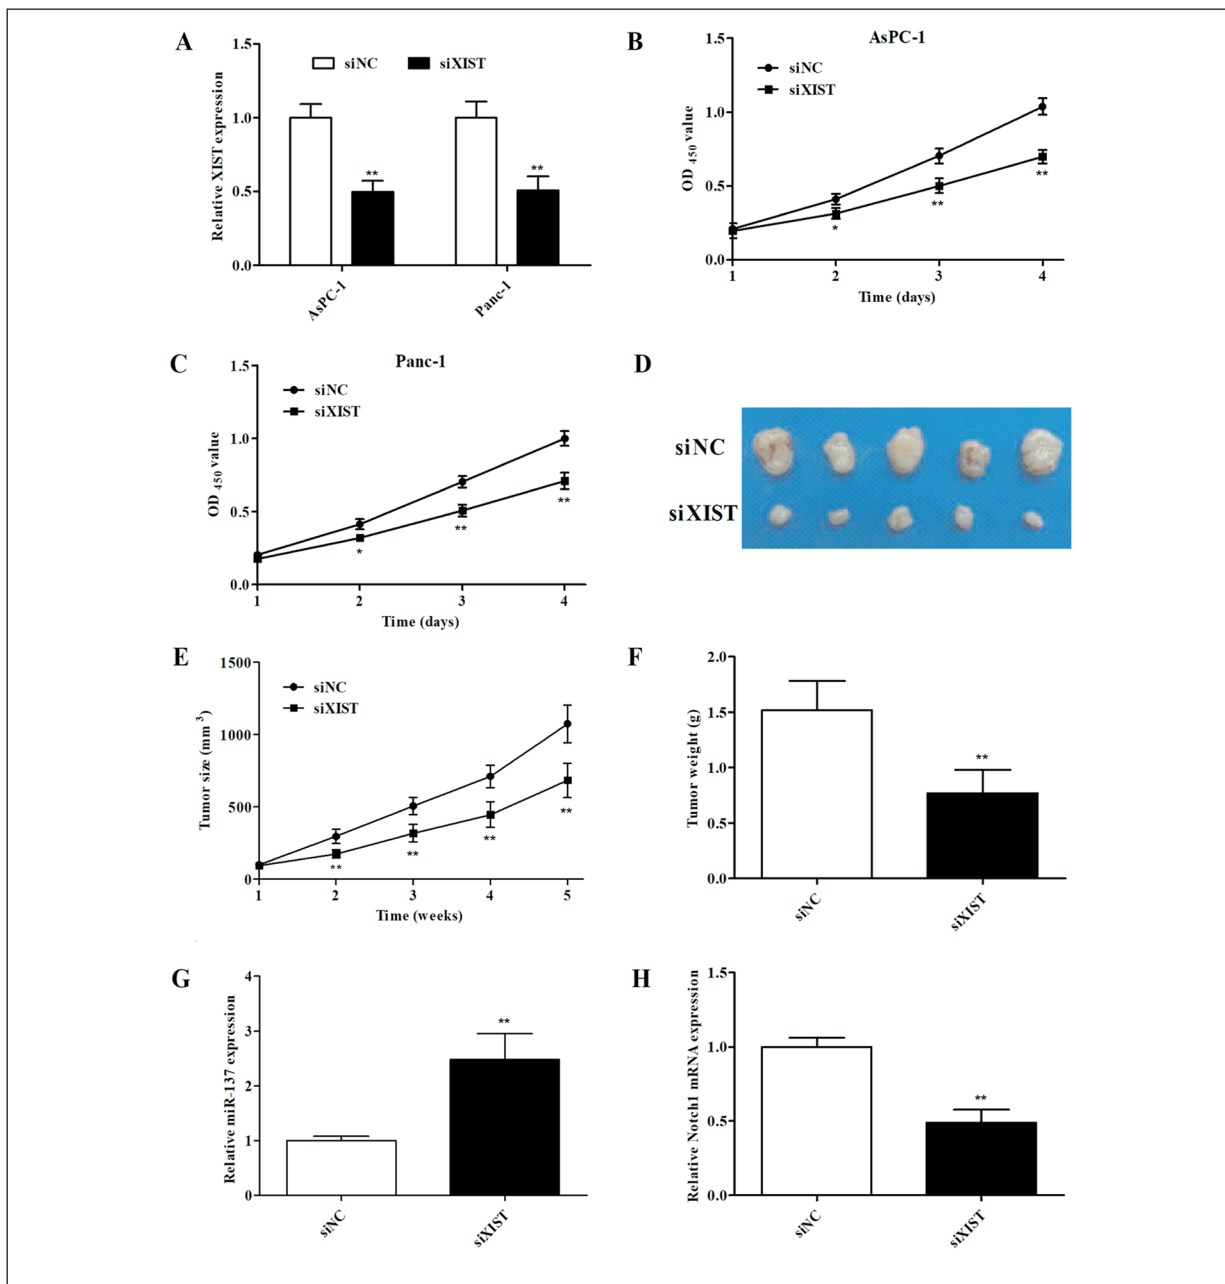 A
1.5
1.0
0.5
0.0
Relative XIST expression
siNC
siXIST
**
**
AsPC-1
Panc-1
B
AsPC-1
1.5
1.0
0.5
0.0
OD 450 value
siNC
siXIST
*
**
**
1 2 3 4
Time (days)
C
Panc-1
1.5
1.0
0.5
0.0
OD 450 value
siNC
siXIST
*
**
**
1 2 3 4
Time (days)
D
siNC
siXIST
E
1500
1000
500
0
Tumor size (mm 3)
siNC
siXIST
**
**
**
**
1 2 3 4 5
Time (weeks)
F
2.0
1.5
1.0
0.5
0.0
Tumor weight (g)
**
siNC
siXIST
G
4
3
2
1
0
Relative miR-137 expression
**
siNC
siXIST
H
1.5
1.0
0.5
0.0
Relative Notch1 mRNA expression
**
siNC
siXIST